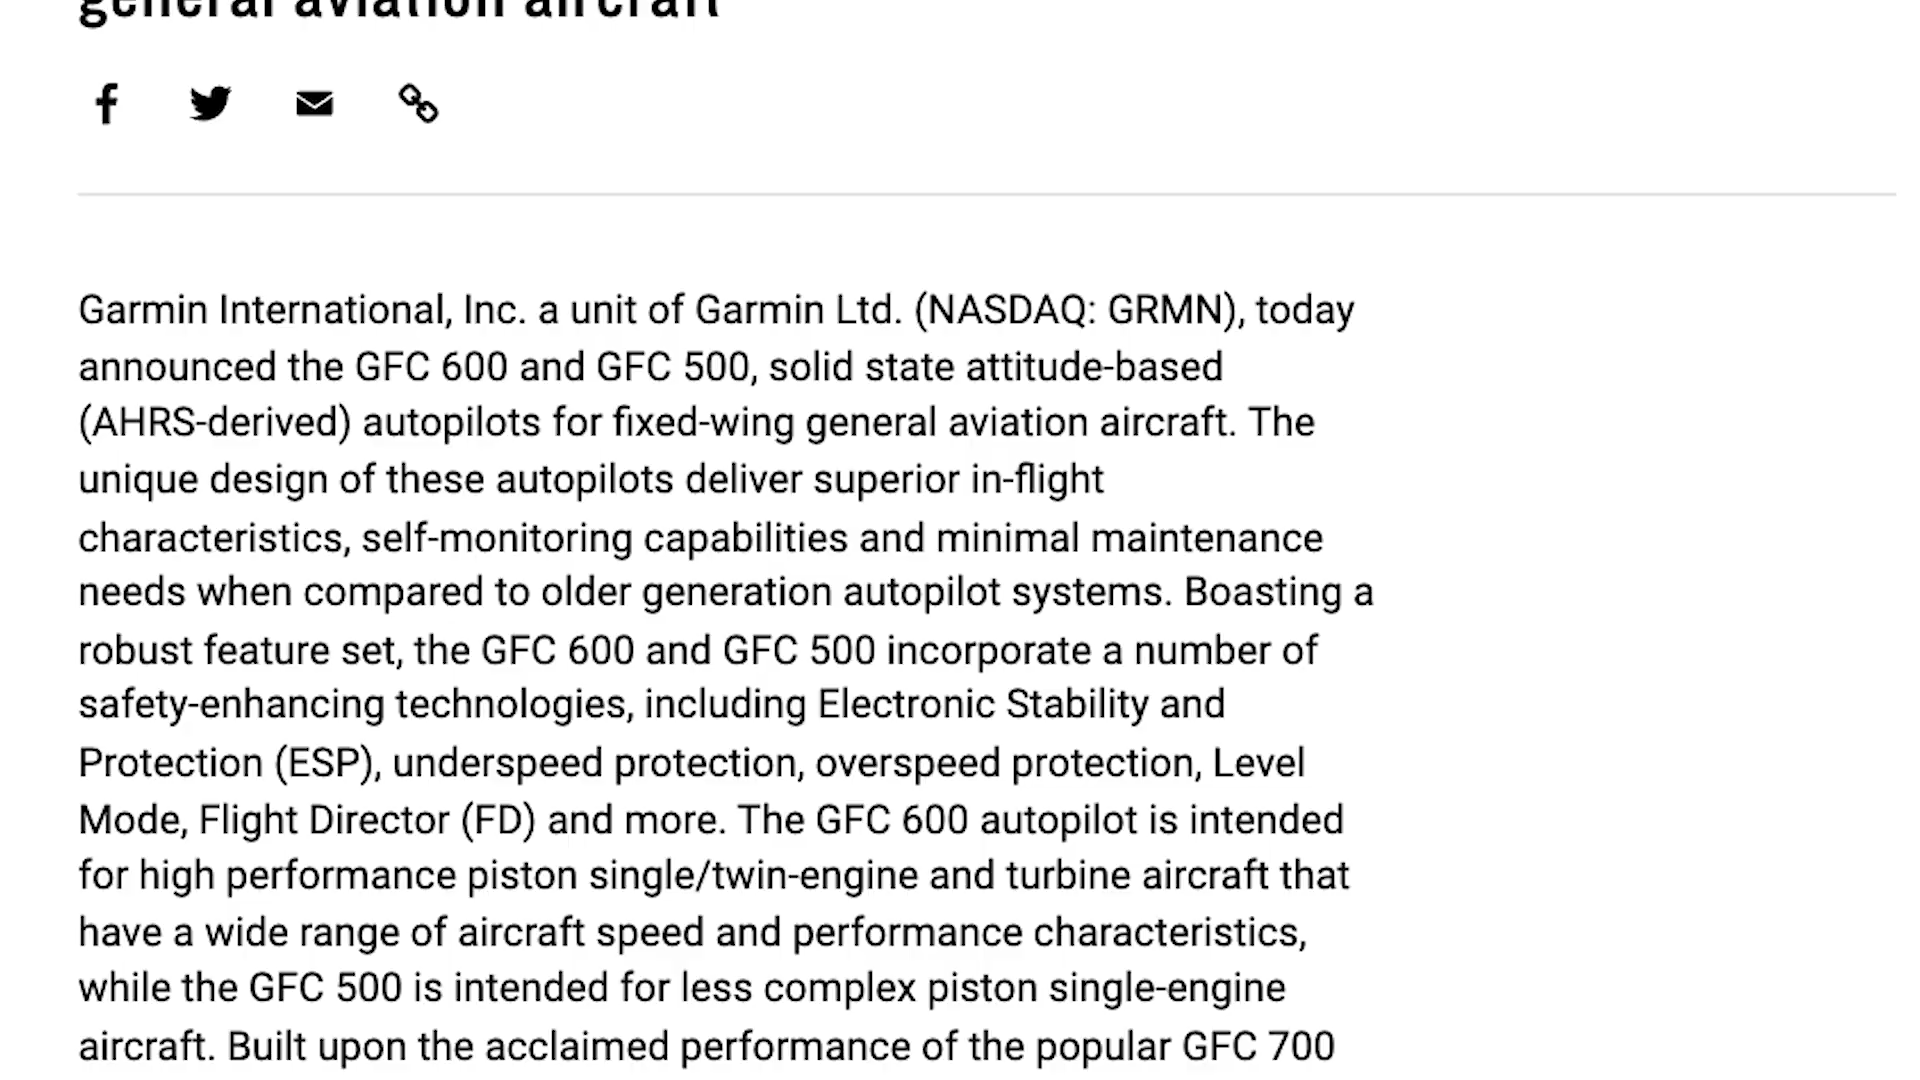 general aviation aircraft
Garmin International, Inc. a unit of Garmin Ltd. (NASDAQ: GRMN), today
announced the GFC 600 and GFC 500, solid state attitude-based
(AHRS-derived) autopilots for fixed-wing general aviation aircraft. The
unique design of these autopilots deliver superior in-flight
characteristics, self-monitoring capabilities and minimal maintenance
needs when compared to older generation autopilot systems. Boasting a
robust feature set, the GFC 600 and GFC 500 incorporate a number of
safety-enhancing technologies, including Electronic Stability and
Protection (ESP), underspeed protection, overspeed protection, Level
Mode, Flight Director (FD) and more. The GFC 600 autopilot is intended
for high performance piston single/twin-engine and turbine aircraft that
have a wide range of aircraft speed and performance characteristics,
while the GFC 500 is intended for less complex piston single-engine
aircraft. Built upon the acclaimed performance of the popular GFC 700